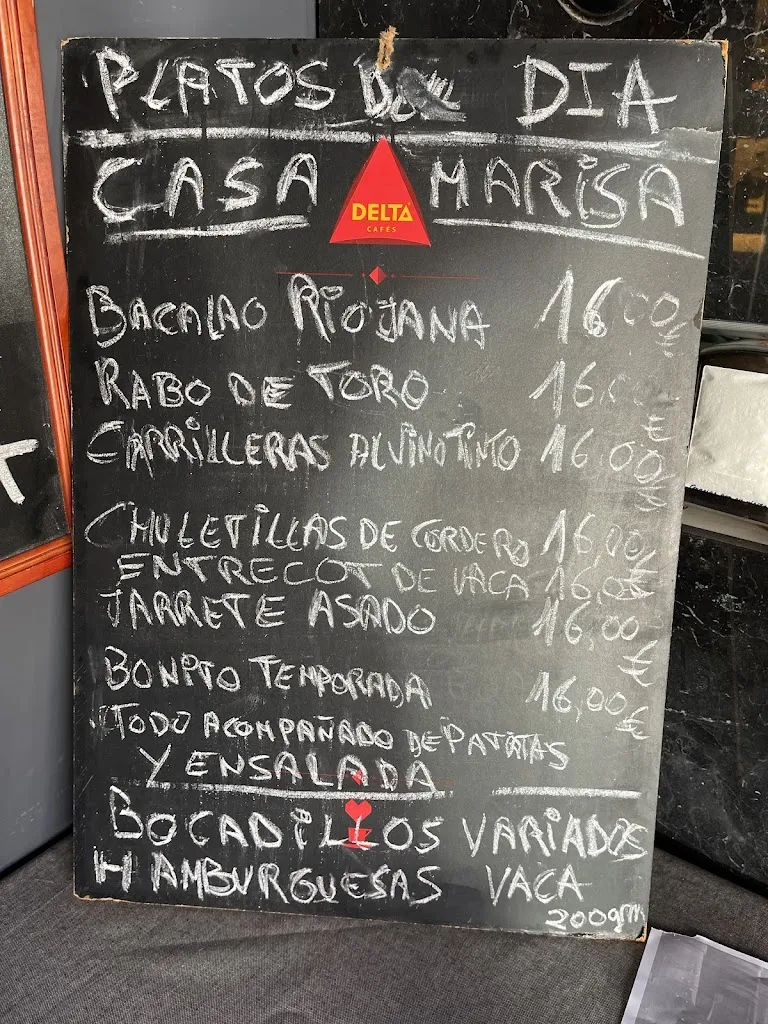 PLATOS DEL DIA
CASA MARISA
DELTA
CAFÉS
BACALAO RIOJANA 16,00€
RABO DE TORO 16,00€
CARRILLERAS AL VINO TINTO 16,00€
CHULETILLAS DE CORDERO 16,00€
ENTRECOT DE VACA 16,00€
JARRETE ASADO 16,00€
BONITO TEMPORADA 16,00€
TODO ACOMPAÑADO DE PATATAS
Y ENSALADA
BOCADILLOS VARIADOS
HAMBURGUESAS VACA
200grm
T